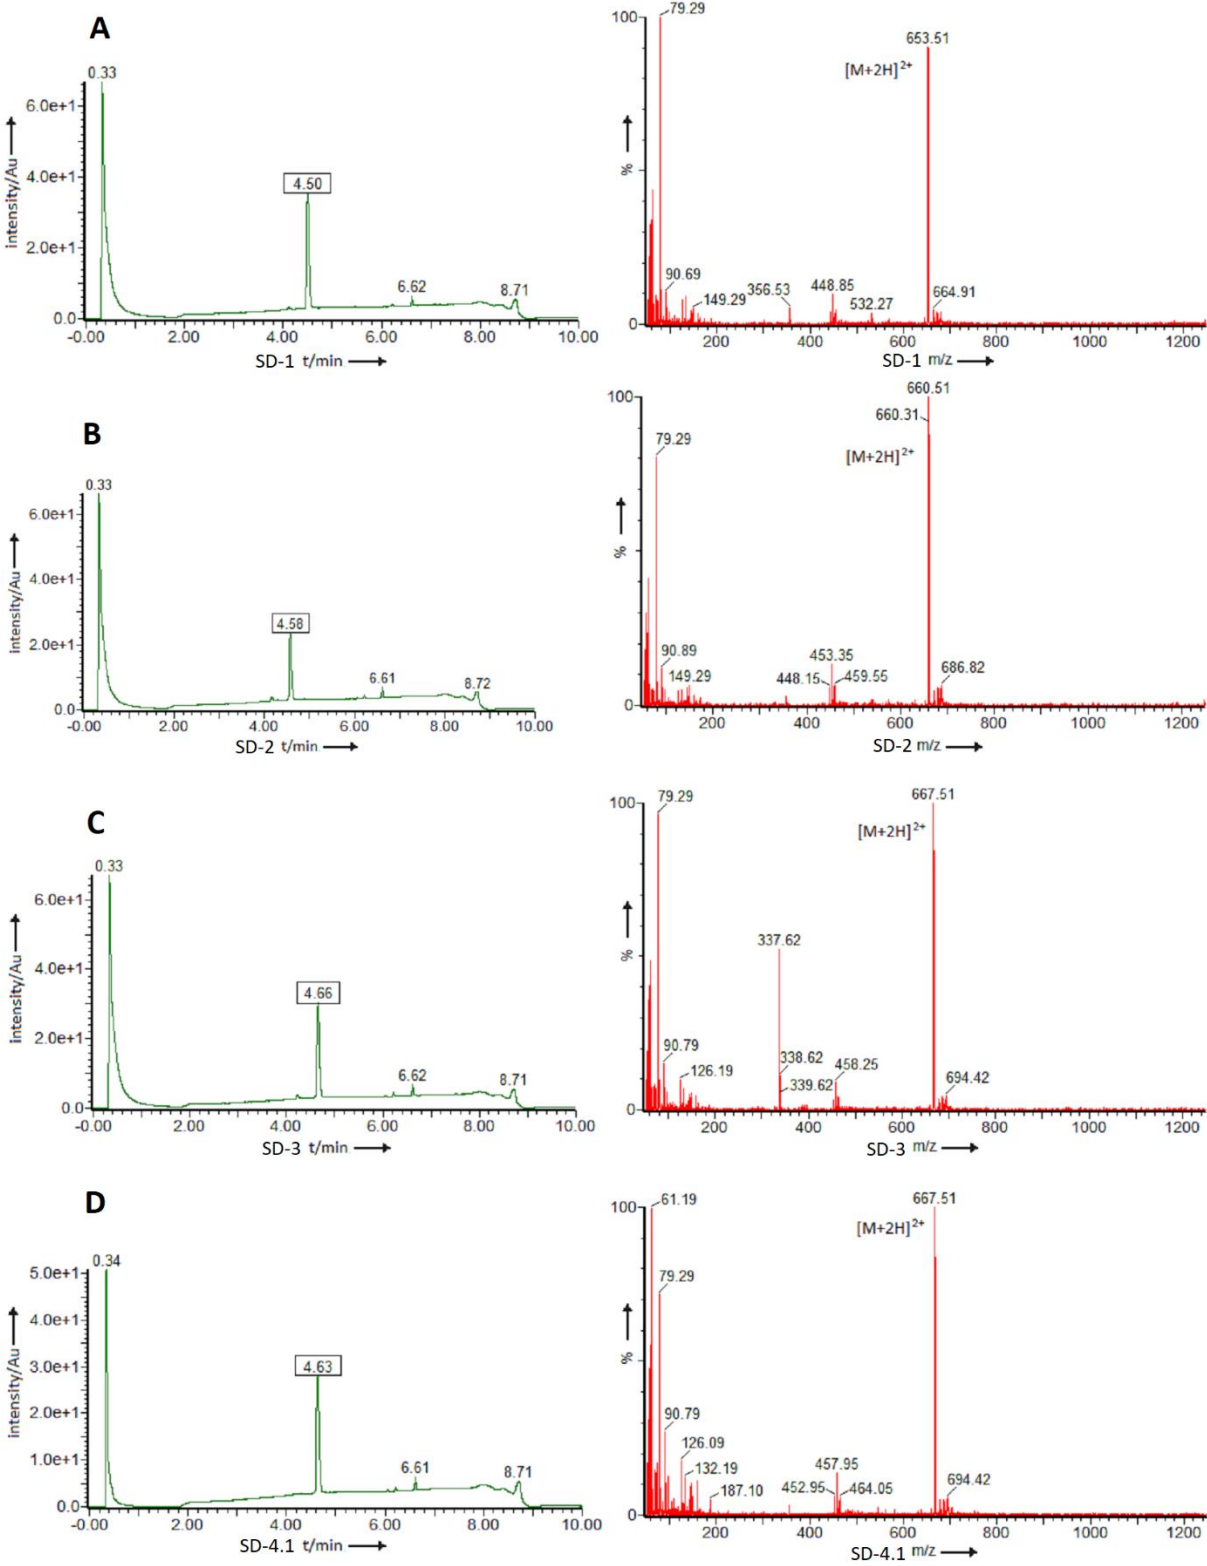 A
0.33
6.0e+1
4.0e+1
2.0e+1
0.0
intensity/Au
4.50
6.62
8.71
-0.00 2.00 4.00 6.00 8.00 10.00
SD-1 t/min
100
%
0
79.29
653.51
[M+2H]2+
90.69
149.29
356.53
448.85
532.27
664.91
200 400 600 800 1000 1200
SD-1 m/z
B
0.33
6.0e+1
4.0e+1
2.0e+1
0.0
intensity/Au
4.58
6.61
8.72
-0.00 2.00 4.00 6.00 8.00 10.00
SD-2 t/min
100
%
0
660.51
660.31
79.29
[M+2H]2+
90.89
149.29
453.35
448.15
459.55
686.82
200 400 600 800 1000 1200
SD-2 m/z
C
0.33
6.0e+1
4.0e+1
2.0e+1
0.0
intensity/Au
4.66
6.62
8.71
-0.00 2.00 4.00 6.00 8.00 10.00
SD-3 t/min
100
%
0
79.29
667.51
[M+2H]2+
337.62
90.79
126.19
338.62
339.62
458.25
694.42
200 400 600 800 1000 1200
SD-3 m/z
D
0.34
5.0e+1
4.0e+1
3.0e+1
2.0e+1
1.0e+1
0.0
intensity/Au
4.63
6.61
8.71
-0.00 2.00 4.00 6.00 8.00 10.00
SD-4.1 t/min
100
%
0
61.19
667.51
[M+2H]2+
79.29
90.79
126.09
132.19
187.10
457.95
452.95
464.05
694.42
200 400 600 800 1000 1200
SD-4.1 m/z